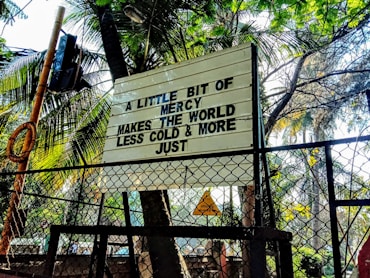 A LITTLE BIT OF
MERCY
MAKES THE WORLD
LESS COLD & MORE
JUST